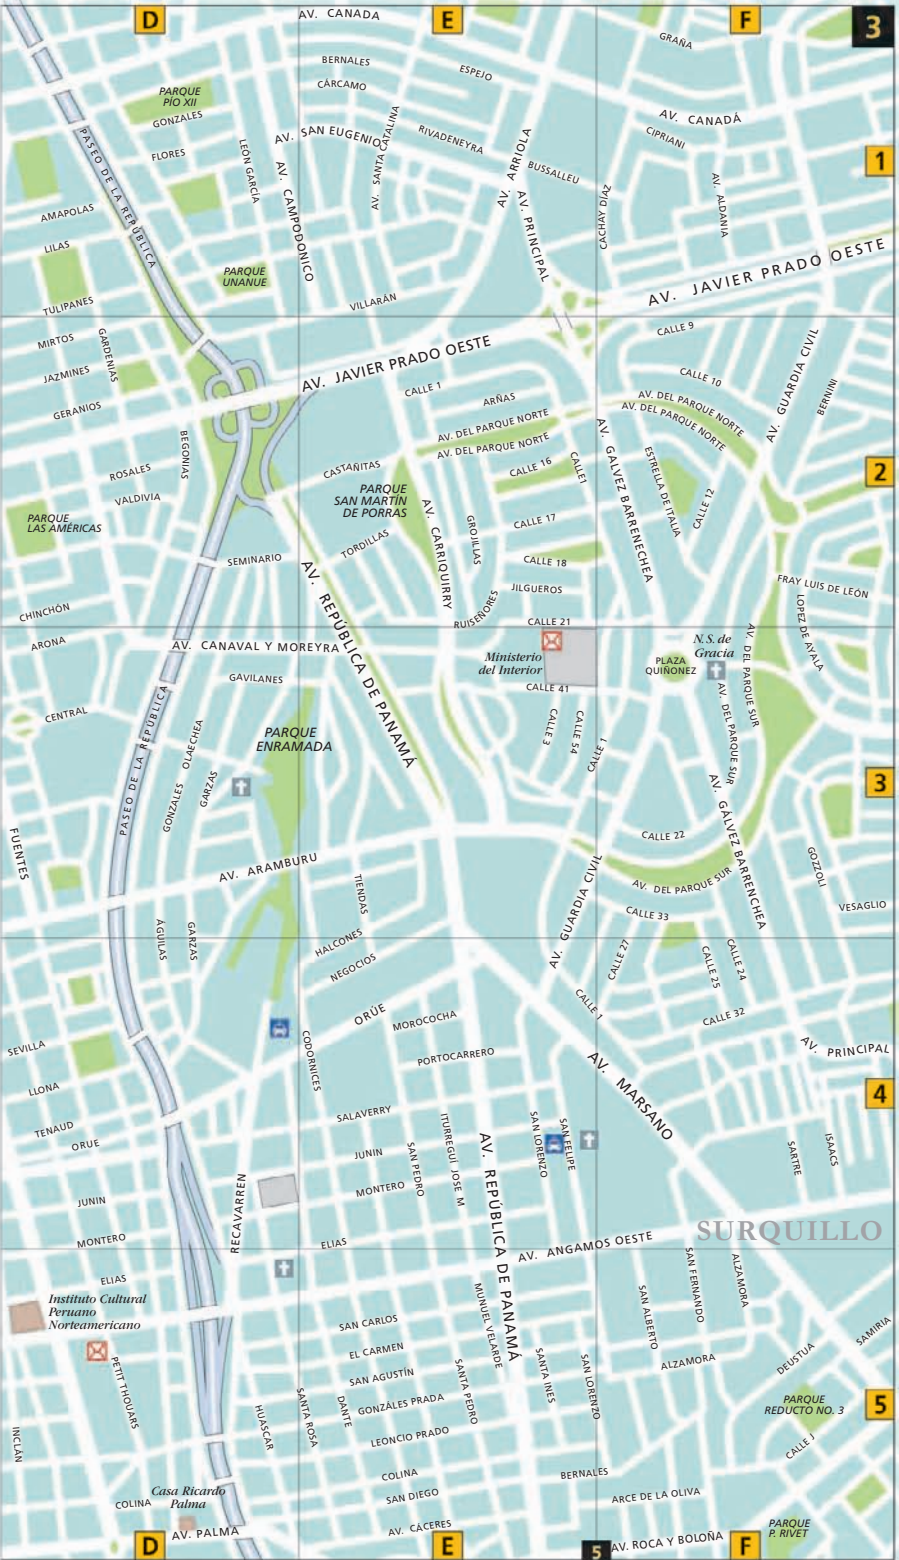 D
E
F
3
AV. CANADA
GRAÑA
BERNALES
ESPEJO
CÁRCAMO
PARQUE
PÍO XII
GONZALES
AV. CANADÁ
AV. SAN EUGENIO
RIVADENEYRA
CIPRIANI
PASEO DE LA REPÚBLICA
FLORES
LEÓN GARCÍA
AV. CAMPODONICO
AV. SANTA CATALINA
AV. ARRIOLA
BUSSALLEU
1
AV. PRINCIPAL
CACHAY DÍAZ
AV. ALDANIA
AMAPOLAS
LILAS
PARQUE
UNANUE
AV. JAVIER PRADO OESTE
TULIPANES
VILLARÁN
MIRTOS
GARDENIAS
AV. JAVIER PRADO OESTE
CALLE 9
AV. GUARDIA CIVIL
JAZMINES
CALLE 10
BERNINI
GERANIOS
CALLE 1
ARÑAS
AV. DEL PARQUE NORTE
AV. DEL PARQUE NORTE
AV. DEL PARQUE NORTE
AV. DEL PARQUE NORTE
BEGONIAS
AV. GALVEZ BARRENECHEA
ROSALES
CASTAÑITAS
CALLE 16
CALLE1
ESTRELLA DE ITALIA
CALLE 12
2
VALDIVIA
PARQUE
SAN MARTÍN
DE PORRAS
PARQUE
LAS AMÉRICAS
AV. CARRIQUIRRY
GROJILLAS
CALLE 17
TORDILLAS
SEMINARIO
CALLE 18
AV. REPÚBLICA DE PANAMÁ
JILGUEROS
FRAY LUIS DE LEÓN
CHINCHÓN
RUISEÑORES
CALLE 21
LOPEZ DE AYALA
ARONA
AV. CANAVAL Y MOREYRA
Ministerio
del Interior
N.S. de
Gracia
PLAZA
QUIÑONEZ
AV. DEL PARQUE SUR
GAVILANES
CALLE 41
AV. DEL PARQUE SUR
CENTRAL
PASEO DE LA REPÚBLICA
OLAECHEA
PARQUE
ENRAMADA
CALLE 3
CALLE 54
CALLE 1
GONZALES
GARZAS
3
AV. GÁLVEZ BARRENCHEA
FUENTES
CALLE 22
AV. ARAMBURU
AV. GUARDIA CIVIL
AV. DEL PARQUE SUR
GOZZOLI
TIENDAS
CALLE 33
VESAGLIO
ÁGUILAS
GARZAS
HALCONES
NEGOCIOS
CALLE 27
CALLE 25
CALLE 24
CALLE 1
ORÚE
MOROCOCHA
CALLE 32
SEVILLA
CODORNICES
PORTOCARRERO
AV. MARSANO
AV. PRINCIPAL
LLONA
4
TENAUD
SALAVERRY
ORUE
ITURREGUI JOSE M
SAN LORENZO
SAN FELIPE
SARTRE
ISAACS
JUNIN
SAN PEDRO
AV. REPÚBLICA DE PANAMÁ
JUNIN
MONTERO
RECAVARREN
SURQUILLO
MONTERO
ELÍAS
AV. ANGAMOS OESTE
ELIAS
SAN FERNANDO
ALZAMORA
Instituto Cultural
Peruano
Norteamericano
MUNUEL VELARDE
SAN ALBERTO
SAN CARLOS
SAMIRIA
EL CARMEN
PETIT THOUARS
SANTA INES
SAN LORENZO
ALZAMORA
DEUSTUA
SAN AGUSTÍN
SANTA PEDRO
SANTA ROSA
DANTE
GONZÁLES PRADA
PARQUE
REDUCTO NO. 3
5
HUASCAR
INCLÁN
LEONCIO PRADO
CALLE J
COLINA
BERNALES
Casa Ricardo
Palma
COLINA
SAN DIEGO
ARCE DE LA OLIVA
AV. PALMA
AV. CÁCERES
PARQUE
P. RIVET
AV. ROCA Y BOLOÑA
D
E
5
F